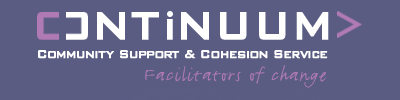 CONTiNUUM>
COMMUNITY SUPPORT & COHESION SERVICE
Facilitators of change